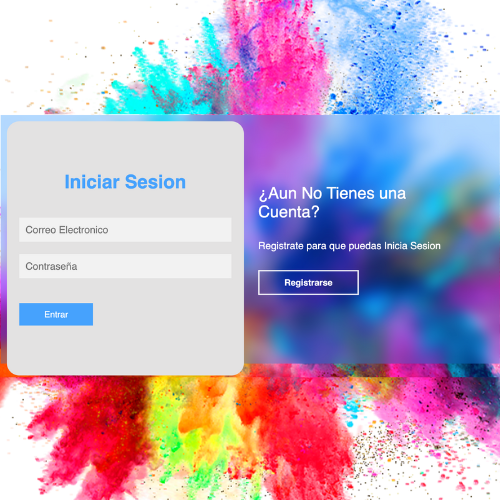 Iniciar Sesion
Correo Electronico
Contraseña
Entrar
¿Aun No Tienes una
Cuenta?
Registrate para que puedas Inicia Sesion
Registrarse